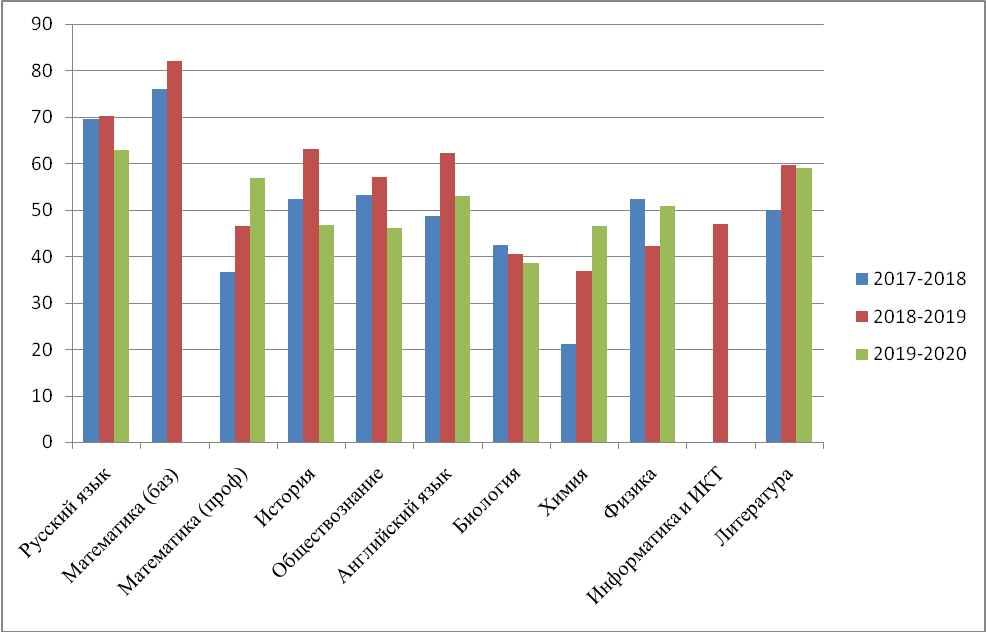 90
80
70
60
50
40
30
20
10
0
Русский язык
Математика (баз)
Математика (проф)
История
Обществознание
Английский язык
Биология
Химия
Физика
Информатика и ИКТ
Литература
2017-2018
2018-2019
2019-2020